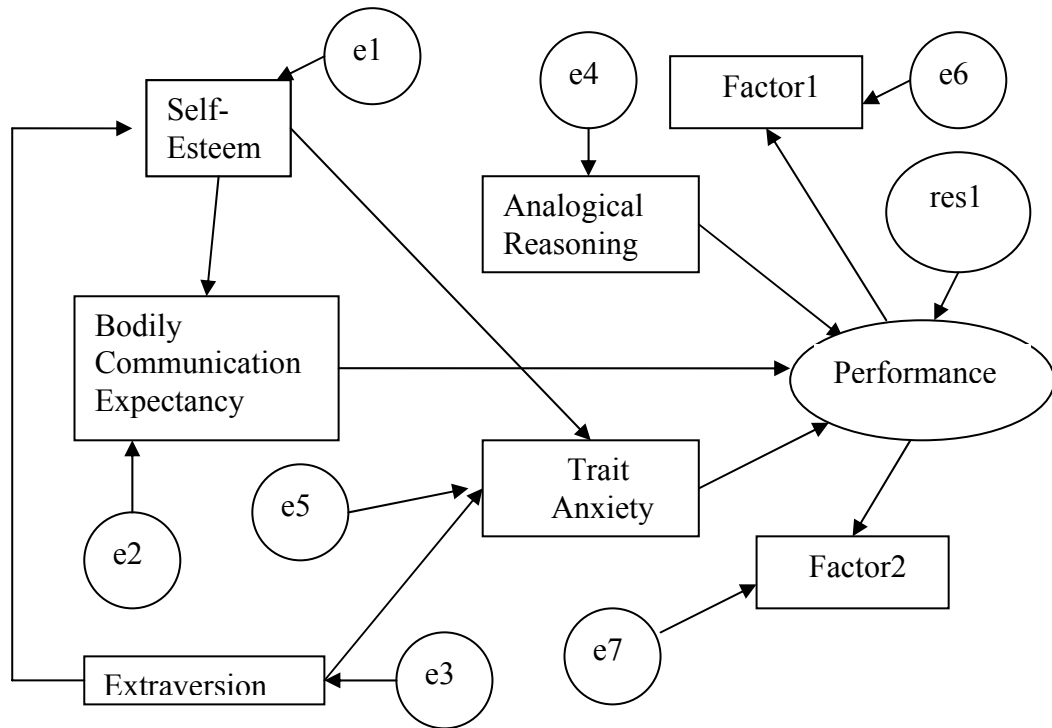 e1
Self-
Esteem
e4
Factor1
e6
Analogical
Reasoning
res1
Bodily
Communication
Expectancy
Performance
Trait
Anxiety
e5
e2
Factor2
e7
Extraversion
e3